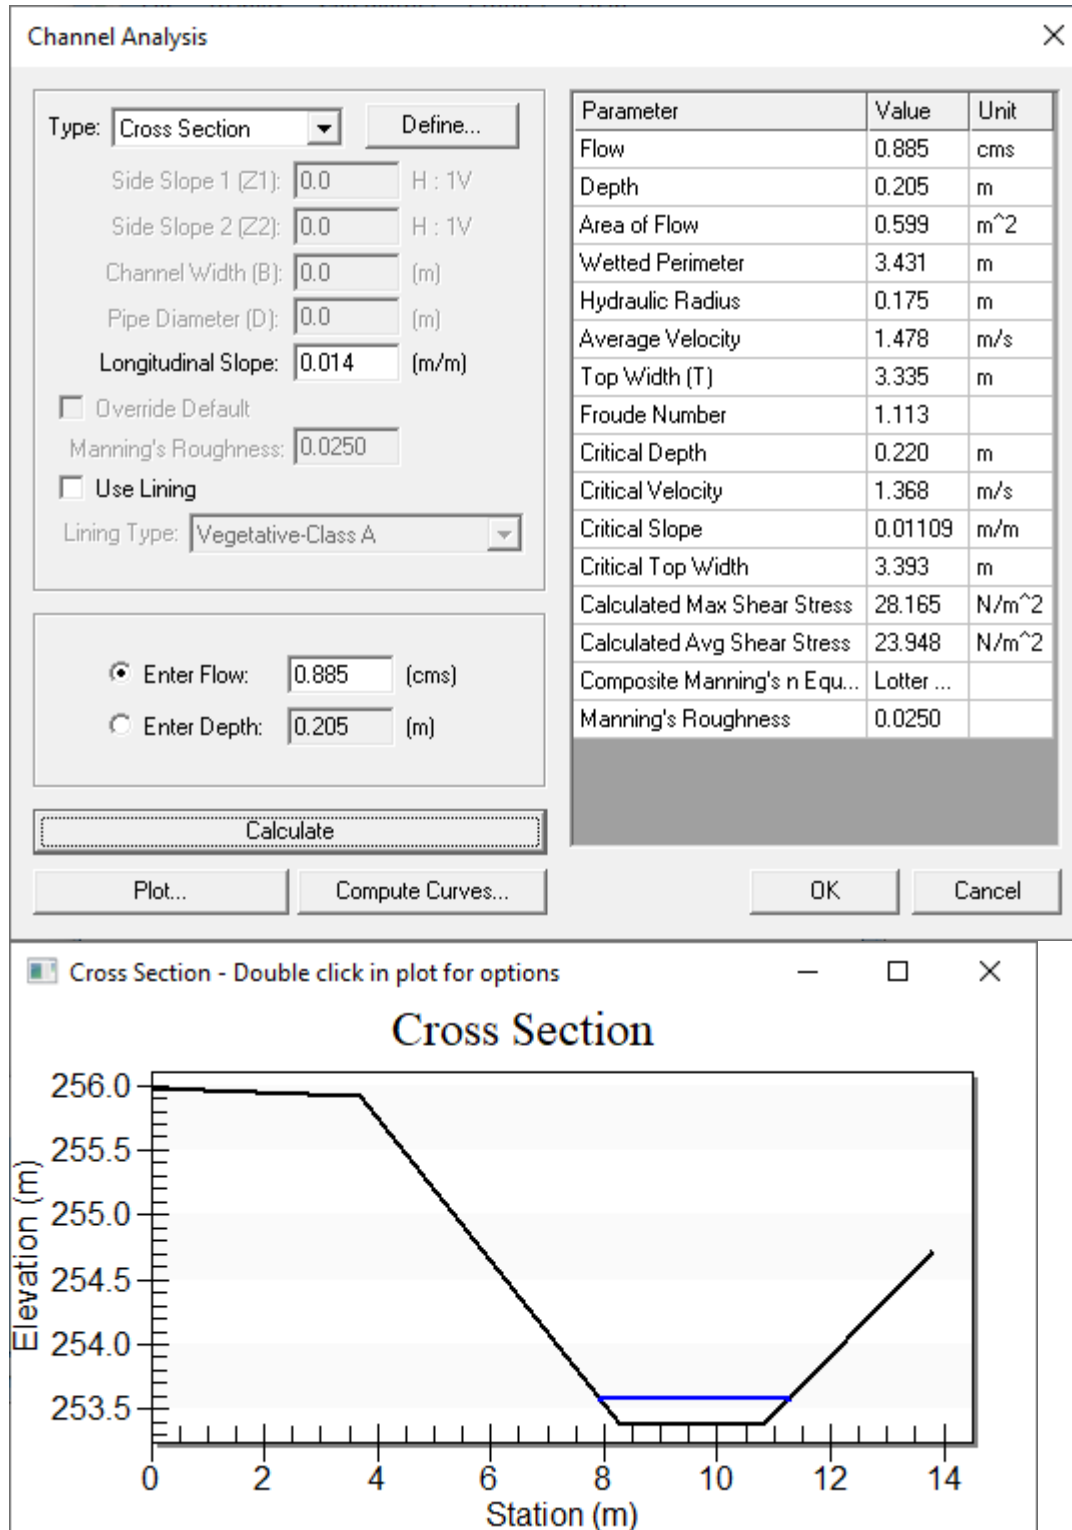 Channel Analysis
Type: Cross Section Define...
Side Slope 1 (Z1): 0.0 H : 1V
Side Slope 2 (Z2): 0.0 H : 1V
Channel Width (B): 0.0 (m)
Pipe Diameter (D): 0.0 (m)
Longitudinal Slope: 0.014 (m/m)
Override Default
Manning's Roughness: 0.0250
Use Lining
Lining Type: Vegetative-Class A
Enter Flow: 0.885 (cms)
Enter Depth: 0.205 (m)
Calculate
Plot... Compute Curves...
Parameter Value Unit
Flow 0.885 cms
Depth 0.205 m
Area of Flow 0.599 m^2
Wetted Perimeter 3.431 m
Hydraulic Radius 0.175 m
Average Velocity 1.478 m/s
Top Width (T) 3.335 m
Froude Number 1.113
Critical Depth 0.220 m
Critical Velocity 1.368 m/s
Critical Slope 0.01109 m/m
Critical Top Width 3.393 m
Calculated Max Shear Stress 28.165 N/m^2
Calculated Avg Shear Stress 23.948 N/m^2
Composite Manning's n Equ... Lotter ...
Manning's Roughness 0.0250
OK Cancel
Cross Section - Double click in plot for options
Cross Section
Elevation (m)
256.0
255.5
255.0
254.5
254.0
253.5
0 2 4 6 8 10 12 14
Station (m)